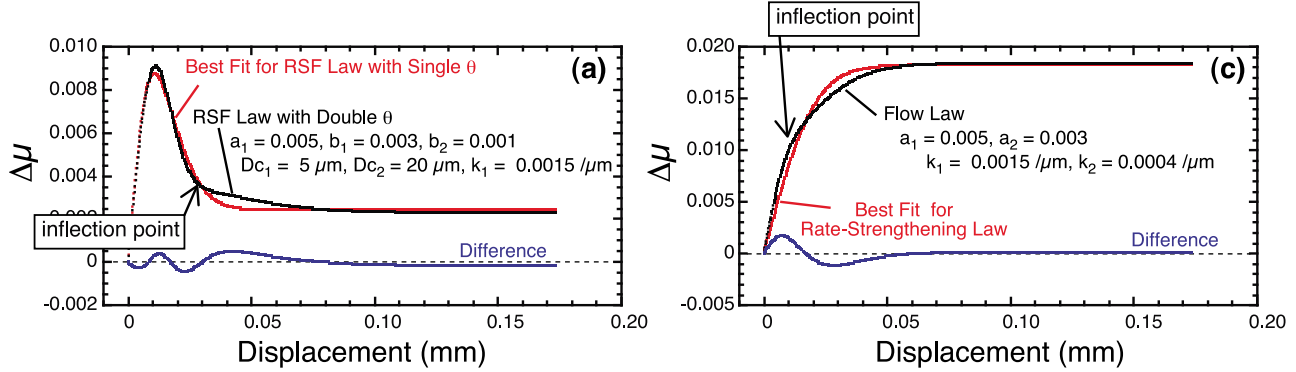 inflection point
0.010
0.008
0.006
0.004
0
-0.002
Δμ
(a)
Best Fit for RSF Law with Single θ
RSF Law with Double θ
a₁ = 0.005, b₁ = 0.003, b₂ = 0.001
Dc₁ = 5 μm, Dc₂ = 20 μm, k₁ = 0.0015 /μm
inflection point
Difference
0 0.05 0.10 0.15 0.20
Displacement (mm)
0.020
0.015
0.010
0.005
0
-0.005
Δμ
(c)
Flow Law
a₁ = 0.005, a₂ = 0.003
k₁ = 0.0015 /μm, k₂ = 0.0004 /μm
Best Fit for
Rate-Strengthening Law
Difference
0 0.05 0.10 0.15 0.20
Displacement (mm)